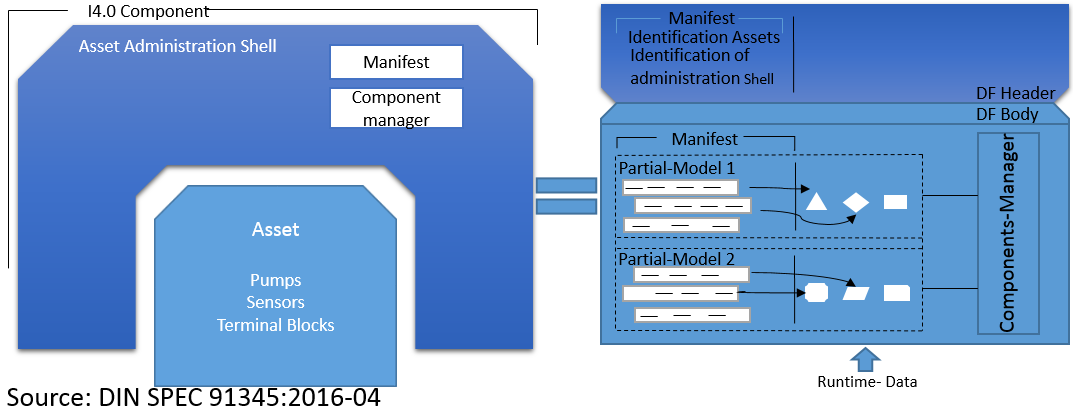 I4.0 Component
Asset Administration Shell
Manifest
Component
manager
Asset
Pumps
Sensors
Terminal Blocks
Source: DIN SPEC 91345:2016-04
Manifest
Identification Assets
Identification of
administration Shell
DF Header
DF Body
Manifest
Partial-Model 1
Partial-Model 2
Components-Manager
Runtime- Data